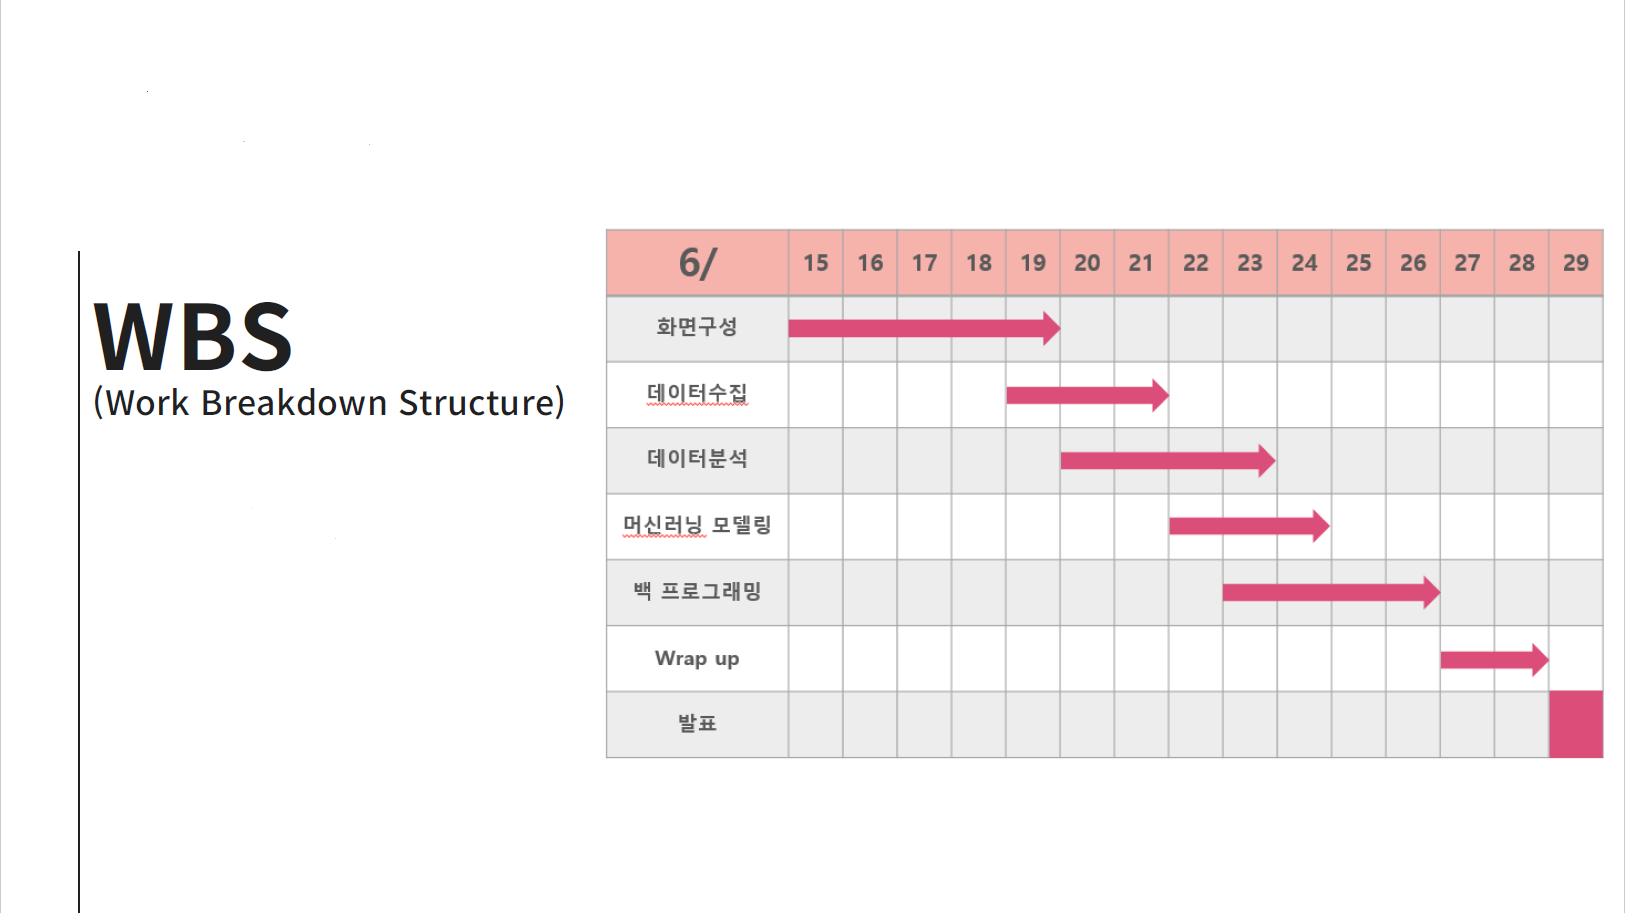 WBS
(Work Breakdown Structure)
6/ 15 16 17 18 19 20 21 22 23 24 25 26 27 28 29
화면구성
데이터수집
데이터분석
머신러닝 모델링
백 프로그래밍
Wrap up
발표